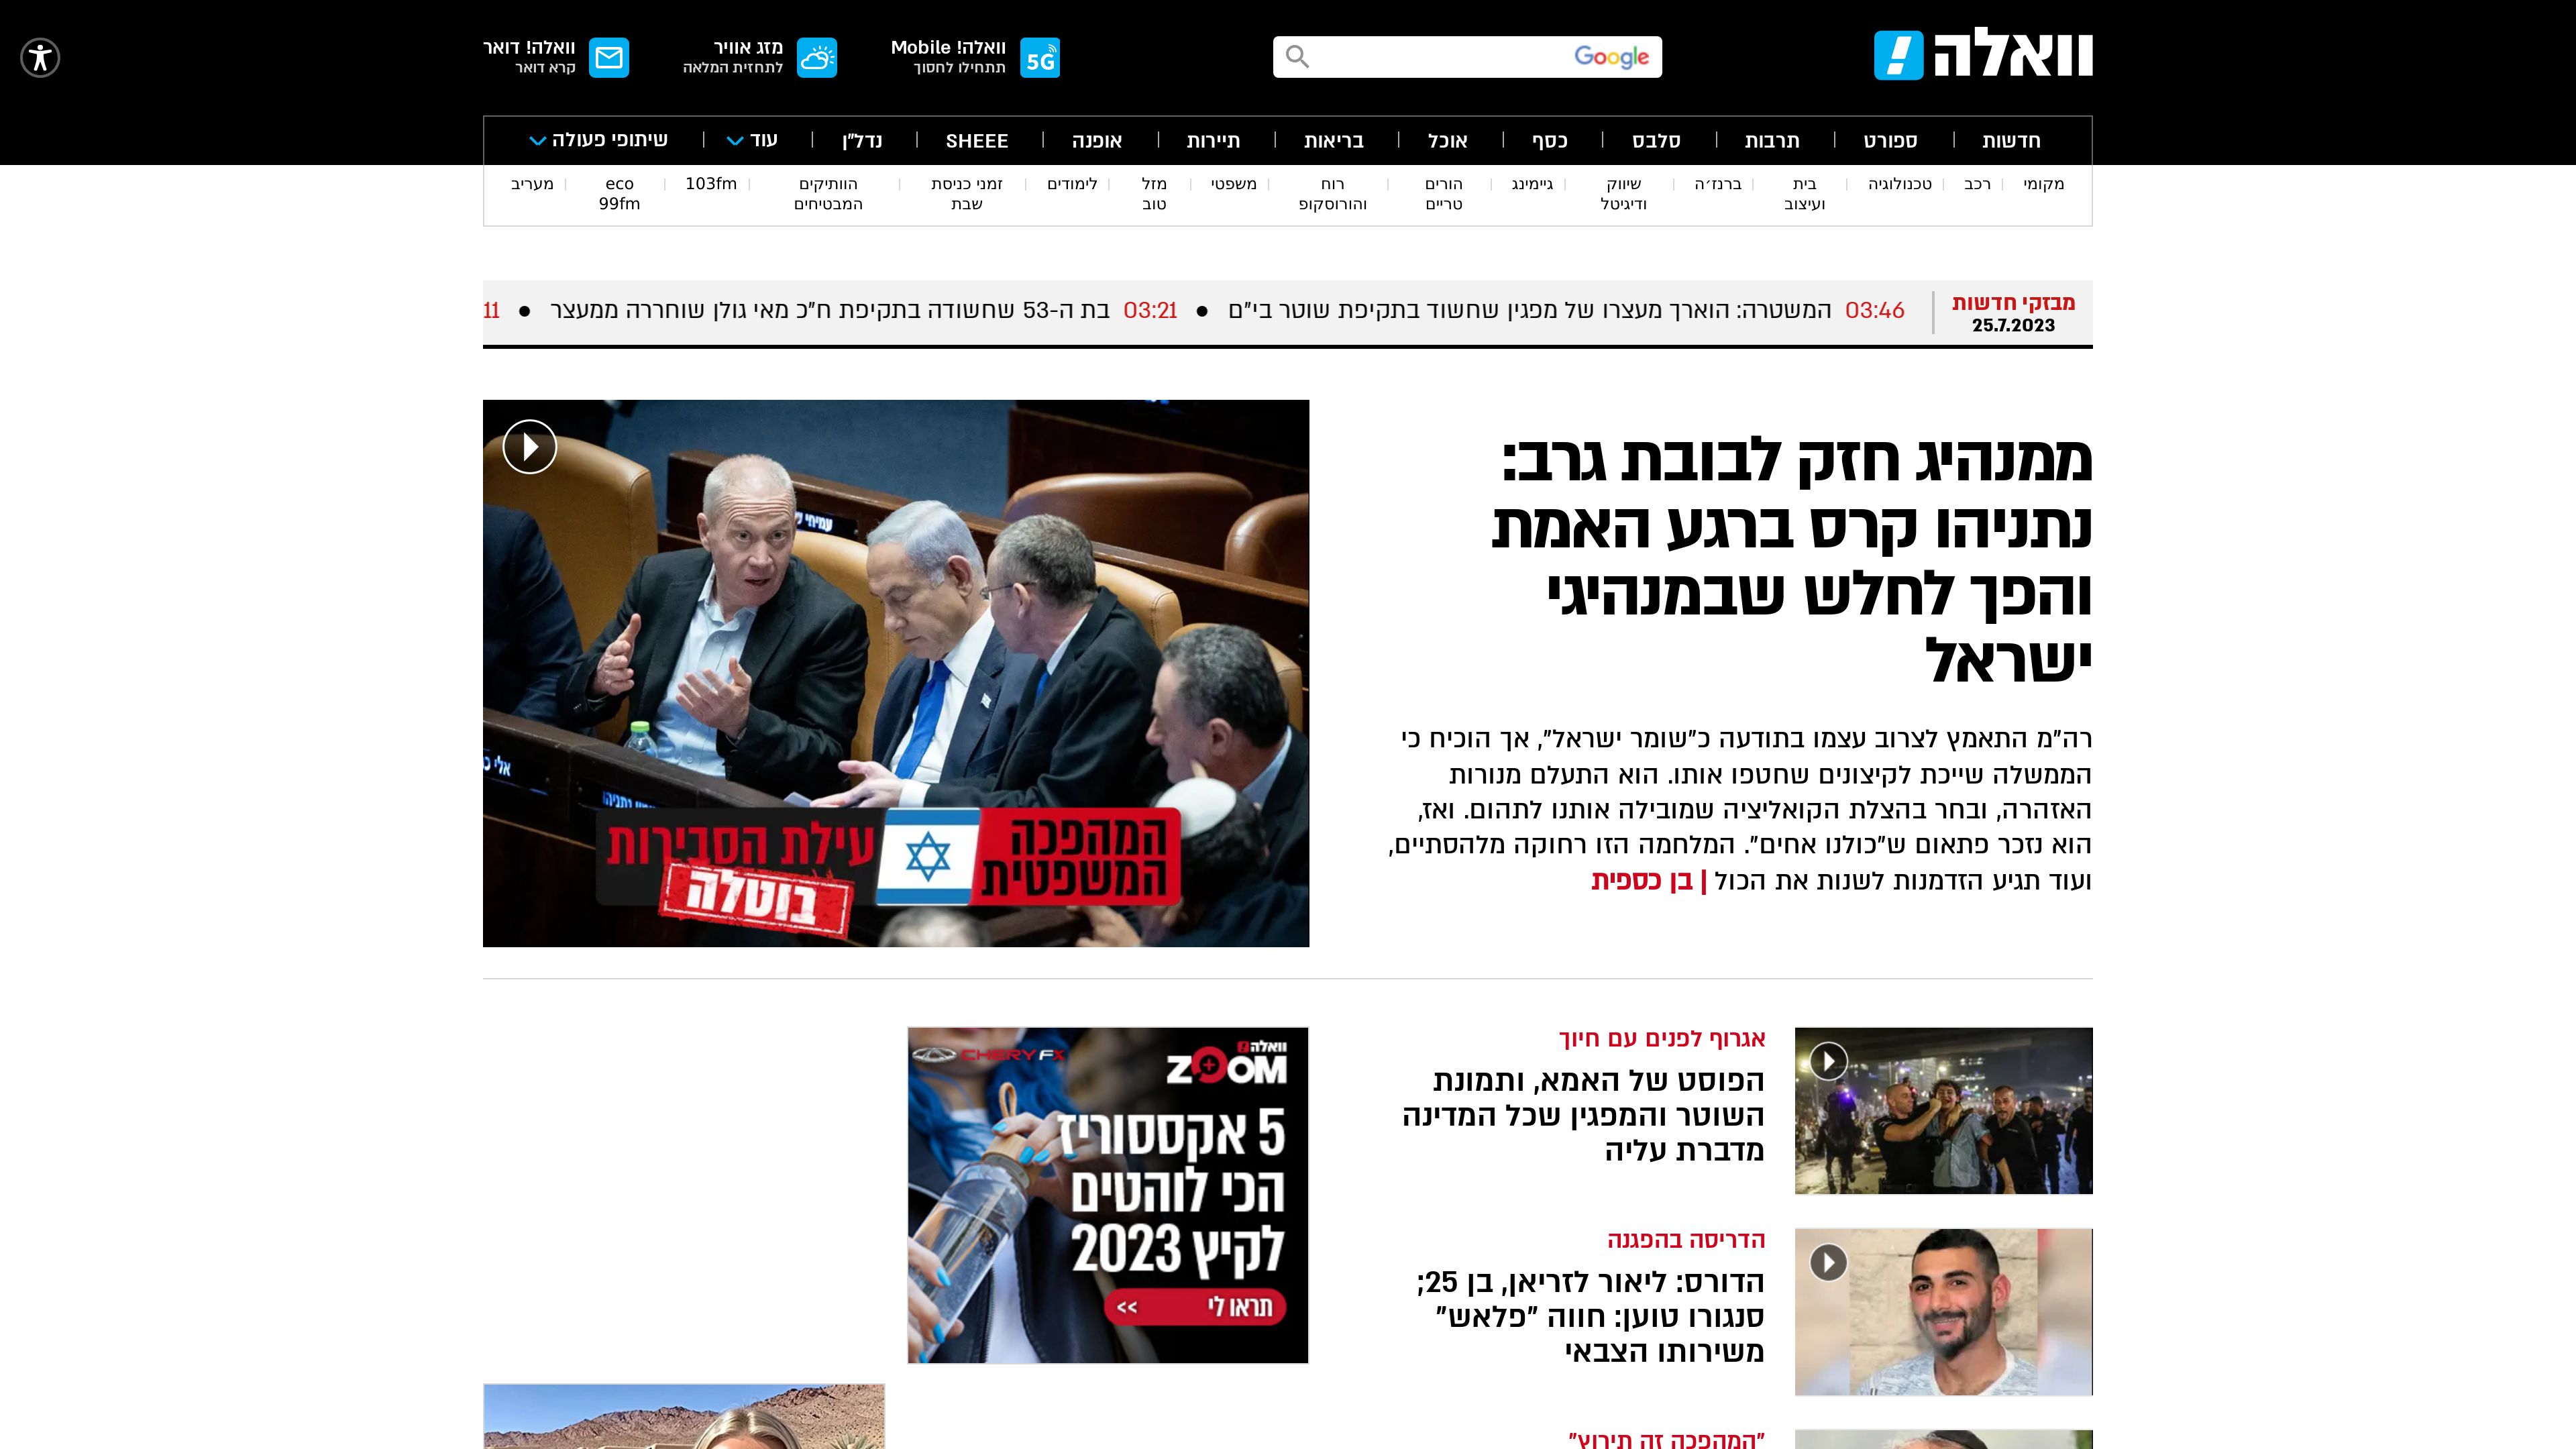 וואלה!
Google
5G
וואלה! Mobile
תתחילו לחסוך
מזג אוויר
לתחזית המלאה
וואלה! דואר
קרא דואר
חדשות
ספורט
תרבות
סלבס
כסף
אוכל
בריאות
תיירות
אופנה
SHEEE
נדל"ן
עוד
שיתופי פעולה
מקומי
רכב
טכנולוגיה
בית
ועיצוב
ברנז׳ה
שיווק
ודיגיטל
גיימינג
הורים
טריים
רוח
והורוסקופ
משפטי
מזל
טוב
לימודים
זמני כניסת
שבת
הוותיקים
המבטיחים
103fm
eco
99fm
מעריב
מבזקי חדשות
25.7.2023
03:46 המשטרה: הוארך מעצרו של מפגין שחשוד בתקיפת שוטר בי"ם ● 03:21 בת ה-53 שחשודה בתקיפת ח"כ מאי גולן שוחררה ממעצר ● 11
ממנהיג חזק לבובת גרב:
נתניהו קרס ברגע האמת
והפך לחלש שבמנהיגי
ישראל
רה"מ התאמץ לצרוב עצמו בתודעה כ"שומר ישראל", אך הוכיח כי
הממשלה שייכת לקיצונים שחטפו אותו. הוא התעלם מנורות
האזהרה, ובחר בהצלת הקואליציה שמובילה אותנו לתהום. ואז,
הוא נזכר פתאום ש"כולנו אחים". המלחמה הזו רחוקה מלהסתיים,
ועוד תגיע הזדמנות לשנות את הכול | בן כספית
עמיחי
אלי כ
נתניהו
המהפכה
המשפטית
עילת הסבירות
בוטלה
אגרוף לפנים עם חיוך
הפוסט של האמא, ותמונת
השוטר והמפגין שכל המדינה
מדברת עליה
הדריסה בהפגנה
הדורס: ליאור לזריאן, בן 25;
סנגורו טוען: חווה "פלאש"
משירותו הצבאי
"המהפכה זה תירוץ"
CHERY FX
וואלה!
ZOOM
5 אקססוריז
הכי לוהטים
לקיץ 2023
תראו לי >>